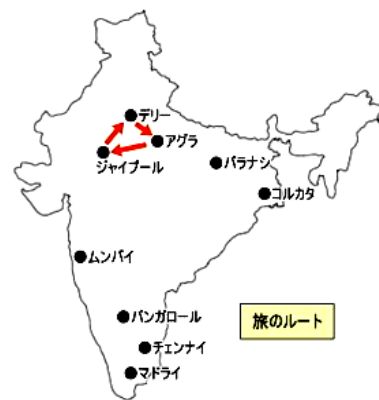 デリー
アグラ
ジャイプール
バラナシ
コルカタ
ムンバイ
バンガロール
旅のルート
チェンナイ
マドライ